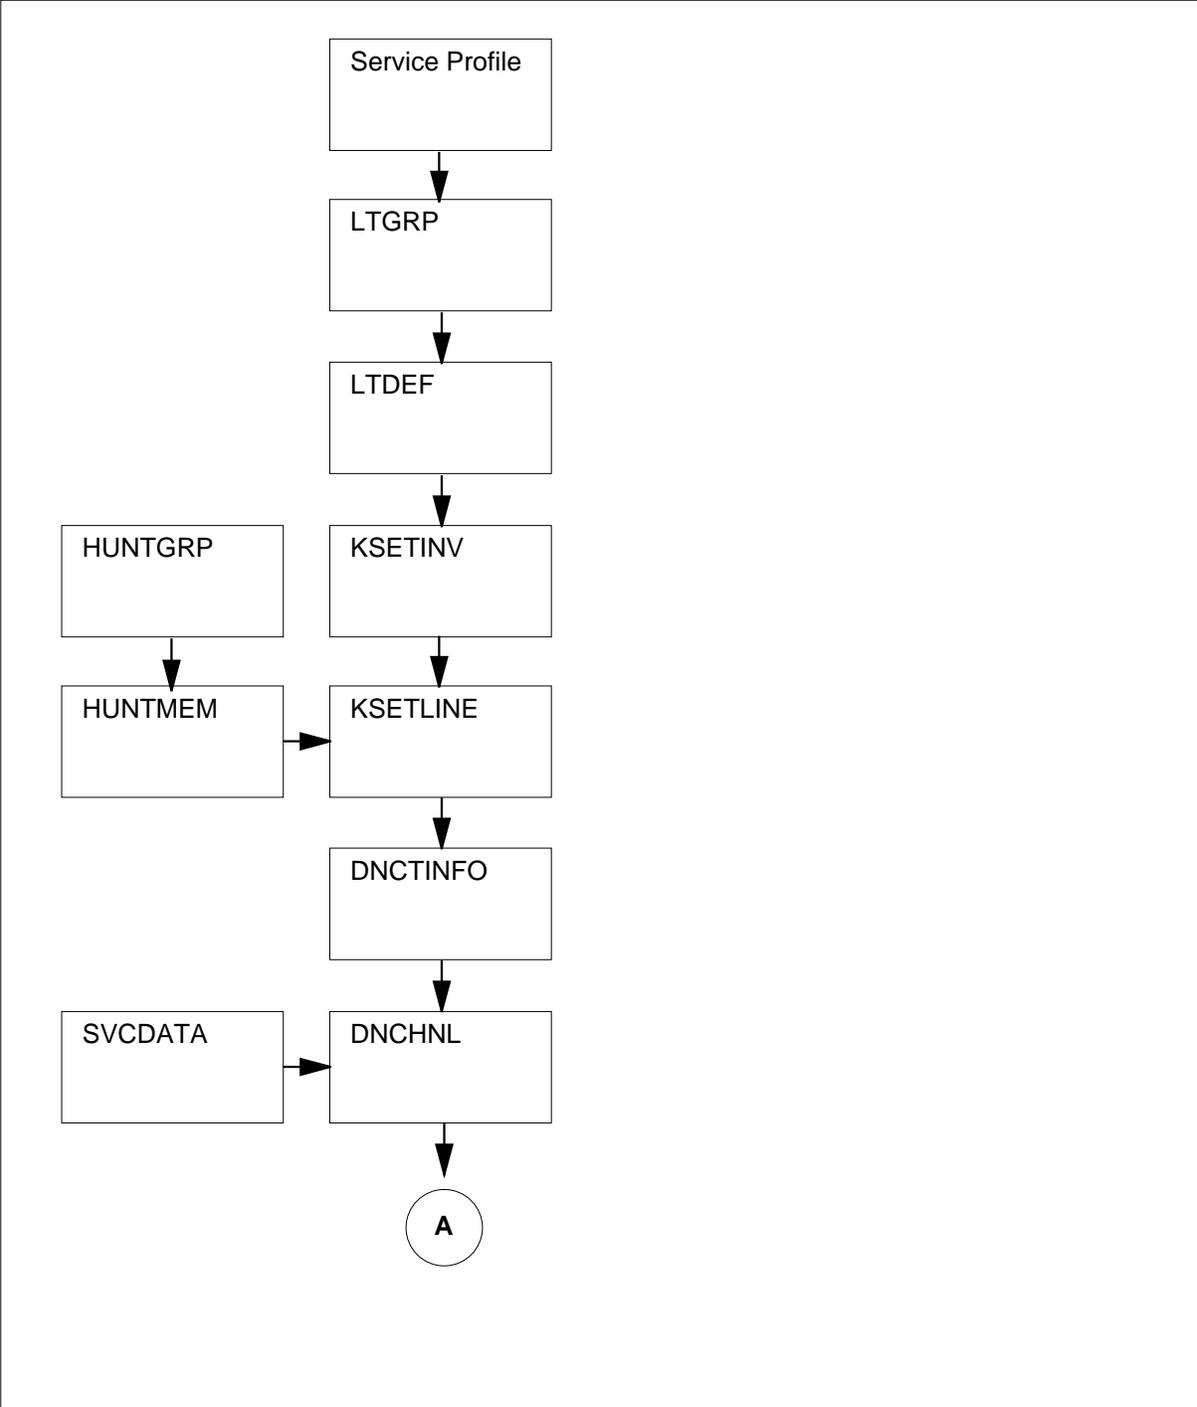 Service Profile
LTGRP
LTDEF
HUNTGRP
KSETINV
HUNTMEM
KSETLINE
DNCTINFO
SVCDATA
DNCHNL
A